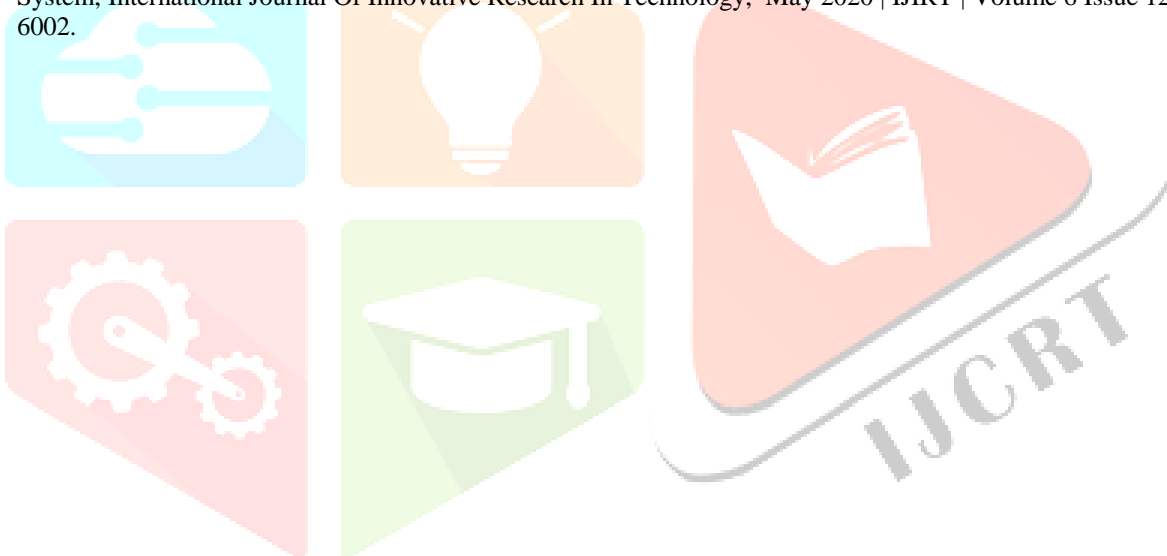 System, International Journal Of Innovative Research In Technology, May 2020 | IJIRT | Volume 6 Issue 12
6002.
IJCRT